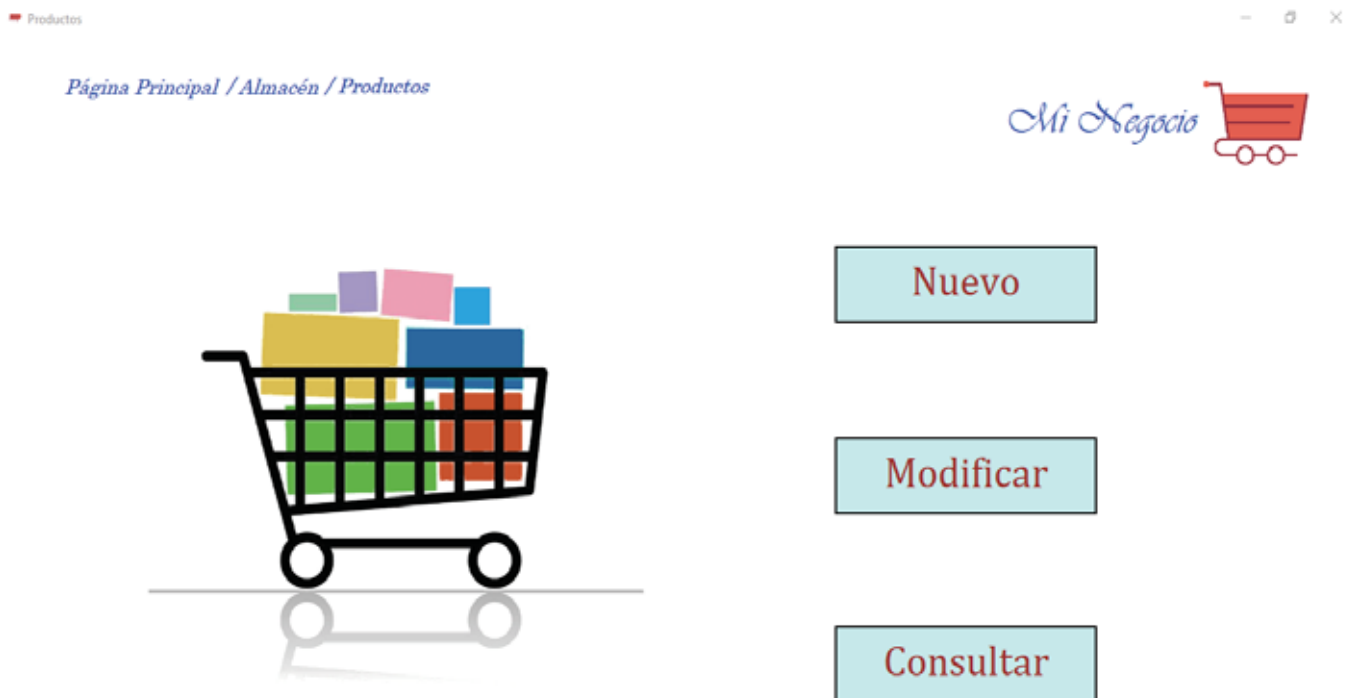 Productos
Página Principal / Almacén / Productos
Mi Negocio
Nuevo
Modificar
Consultar